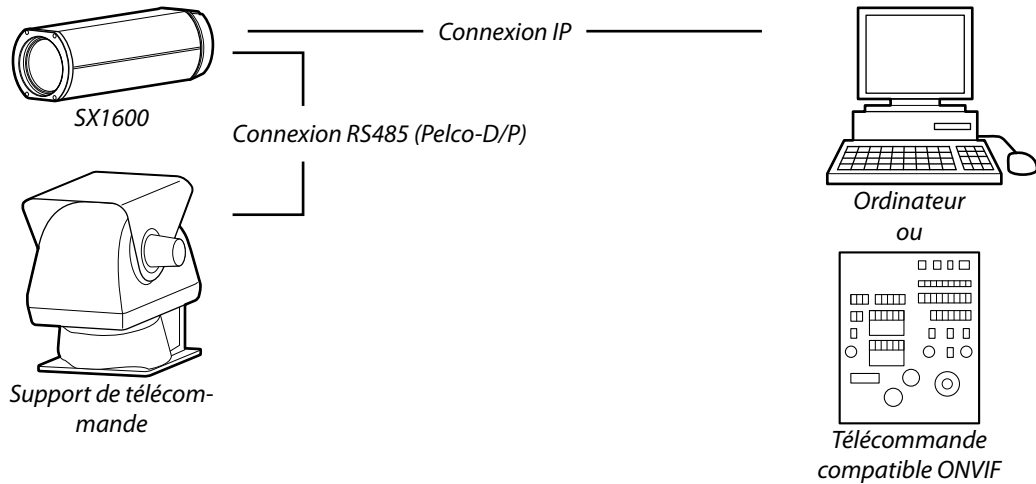 Connexion IP
SX1600
Connexion RS485 (Pelco-D/P)
Ordinateur
ou
Support de télécom-
mande
Télécommande
compatible ONVIF